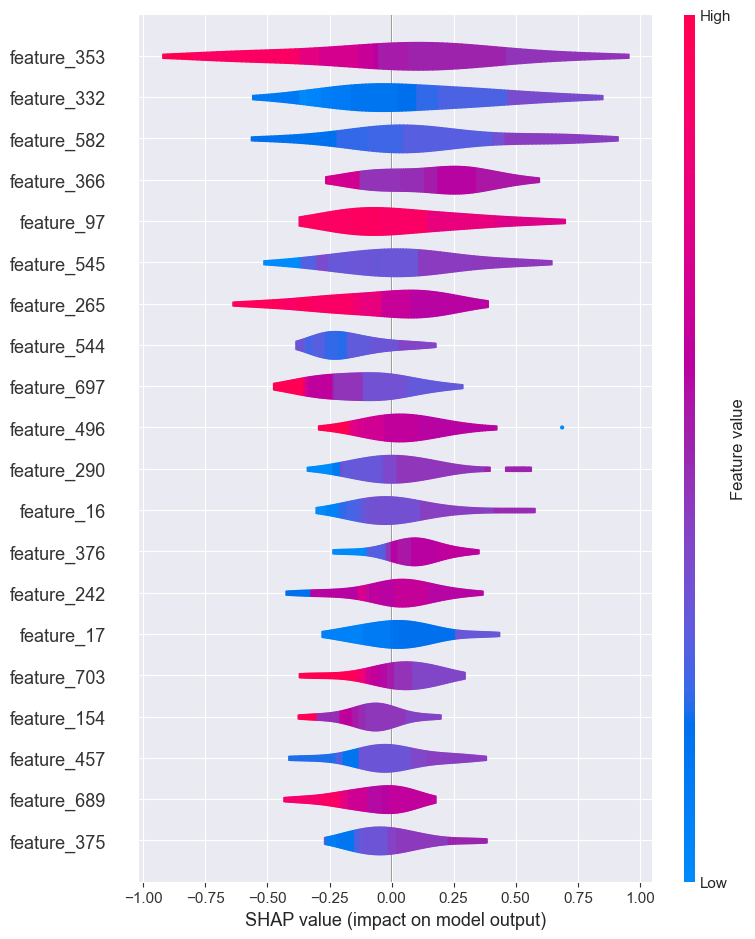 High
feature_353
feature_332
feature_582
feature_366
feature_97
feature_545
feature_265
feature_544
feature_697
feature_496
feature_290
feature_16
feature_376
feature_242
feature_17
feature_703
feature_154
feature_457
feature_689
feature_375
Feature value
Low
−1.00 −0.75 −0.50 −0.25 0.00 0.25 0.50 0.75 1.00
SHAP value (impact on model output)